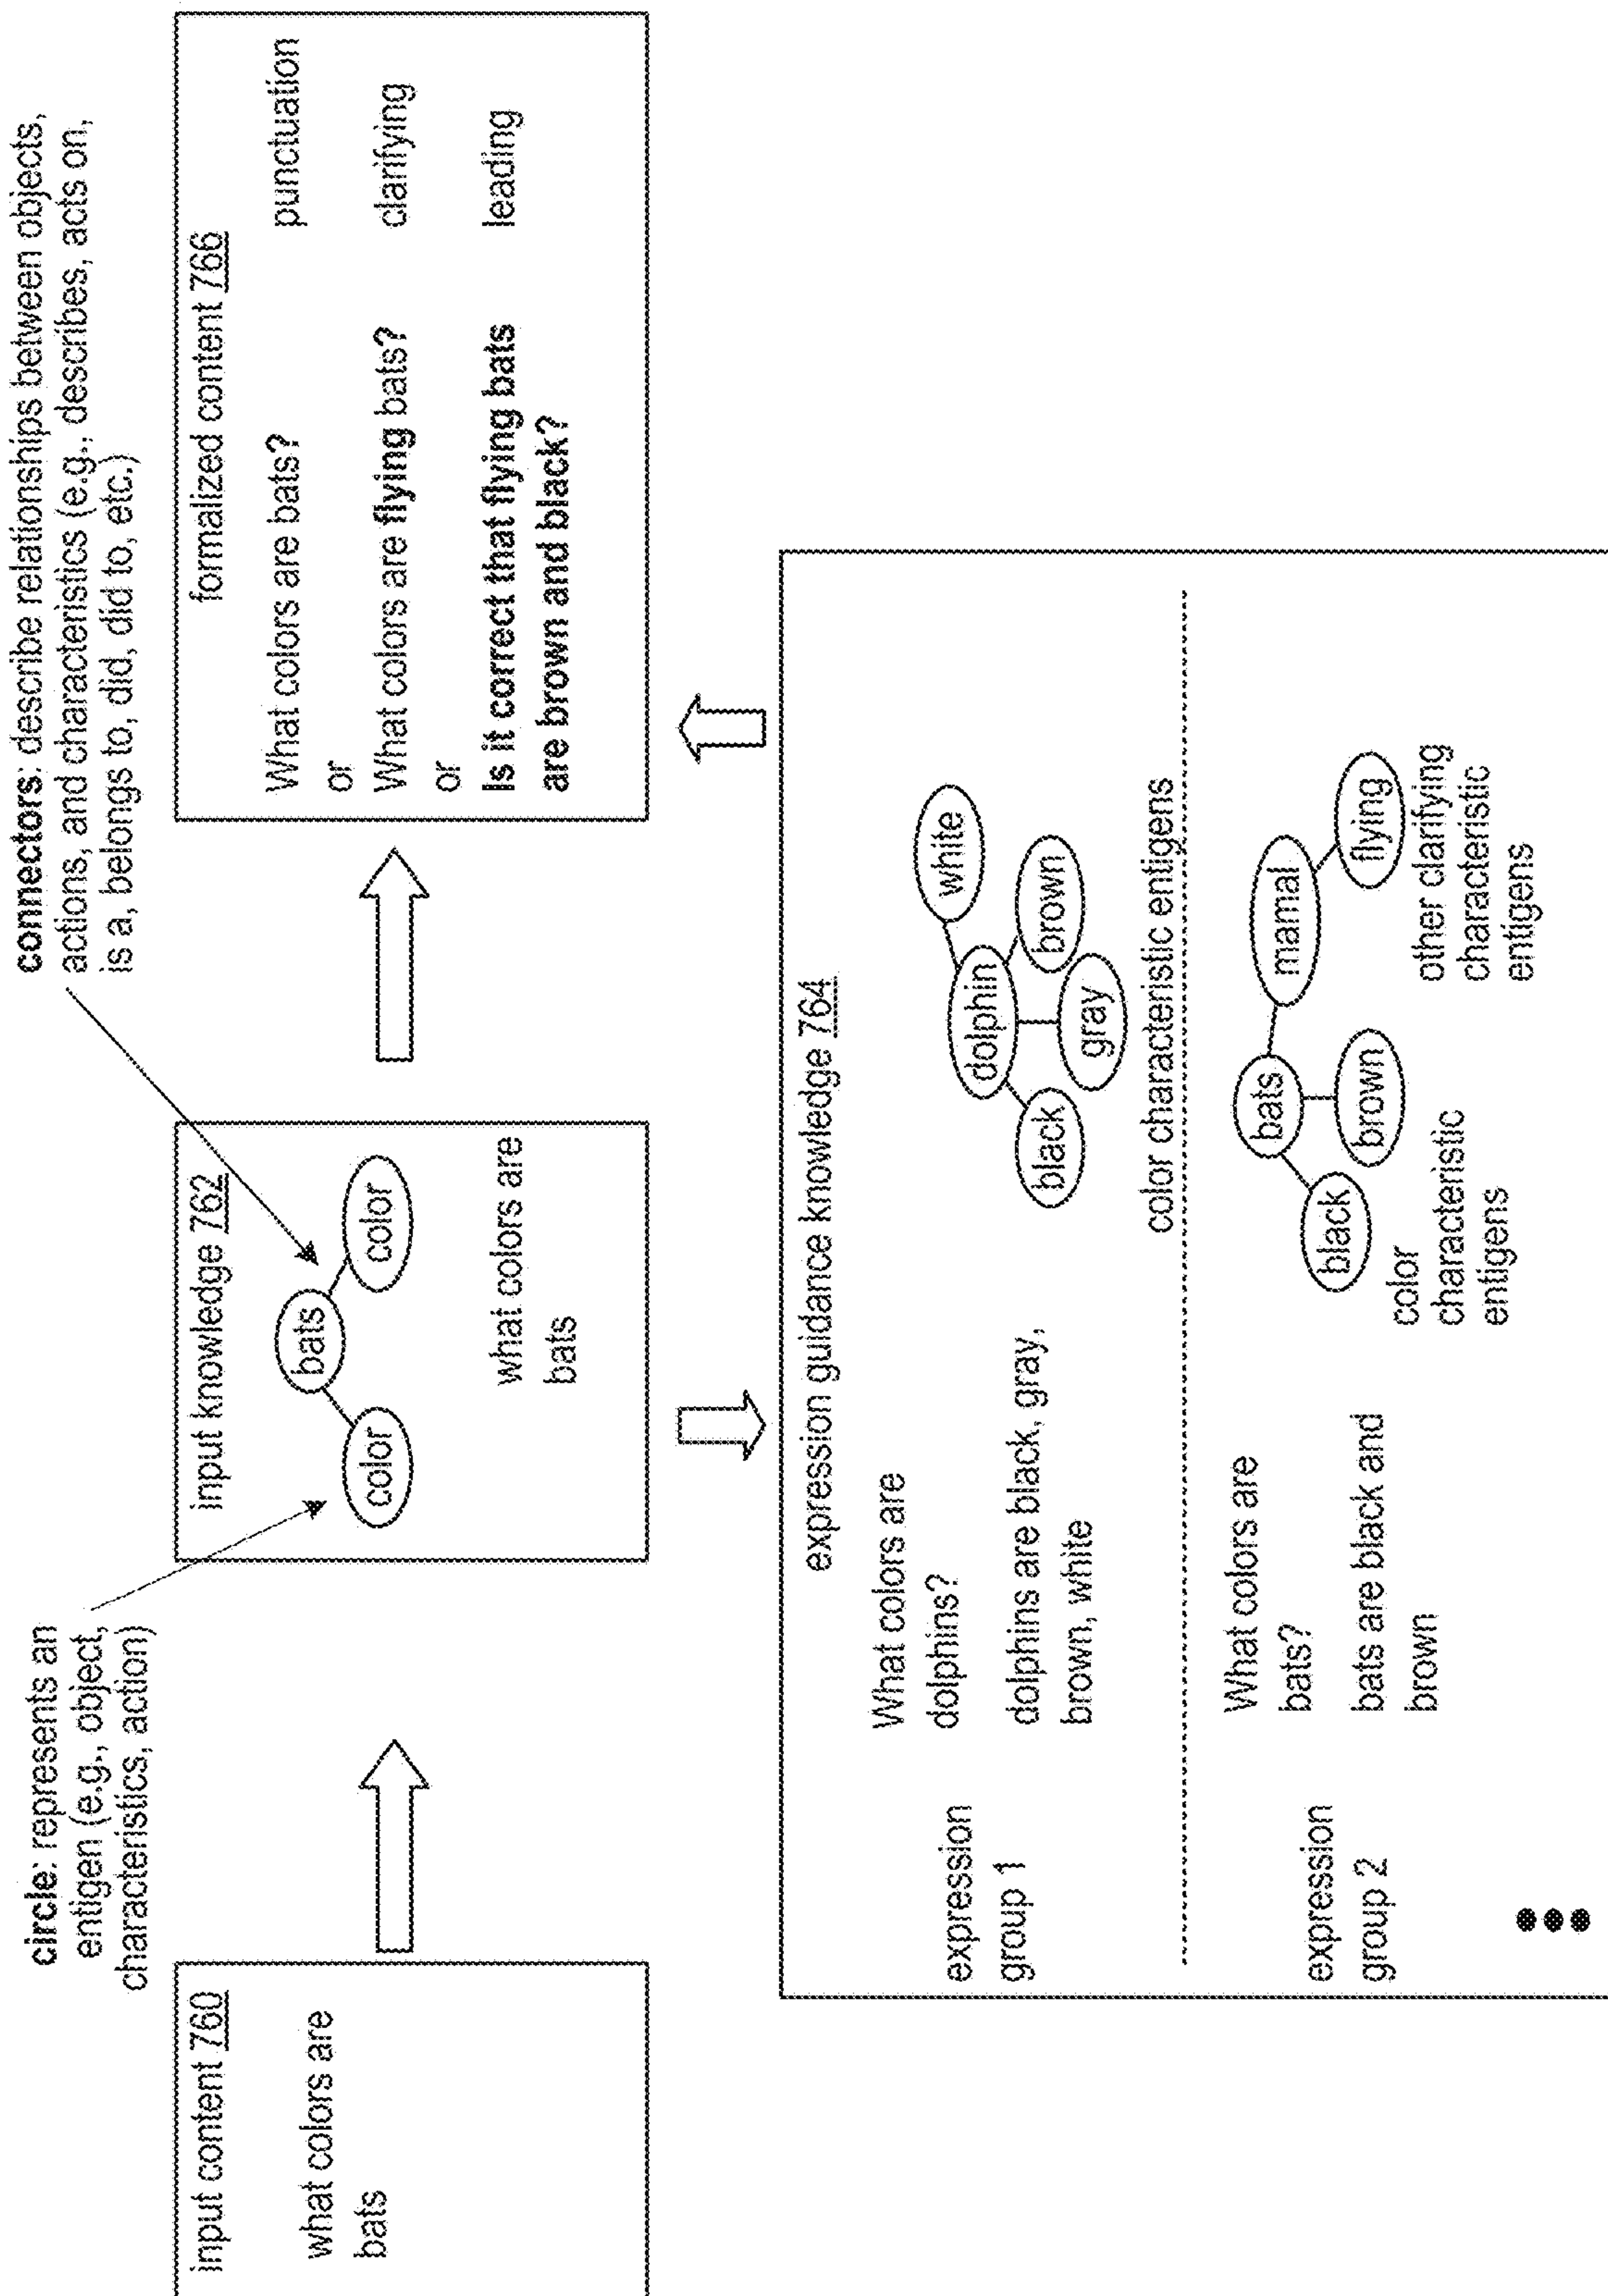 circle: represents an
entigen (e.g., object,
characteristics, action)
connectors: describe relationships between objects,
actions, and characteristics (e.g., describes, acts on,
is a, belongs to, did, did to, etc.)
input content 760
what colors are
bats
input knowledge 762
bats
color
color
what colors are
bats
formalized content 766
What colors are bats?
punctuation
or
What colors are flying bats?
clarifying
or
Is it correct that flying bats
leading
are brown and black?
expression guidance knowledge 764
expression
group 1
What colors are
dolphins?
dolphins are black, gray,
brown, white
white
dolphin
brown
black
gray
color characteristic entigens
expression
group 2
What colors are
bats?
bats are black and
brown
bats
mamal
black
brown
flying
color
characteristic
entigens
other clarifying
characteristic
entigens